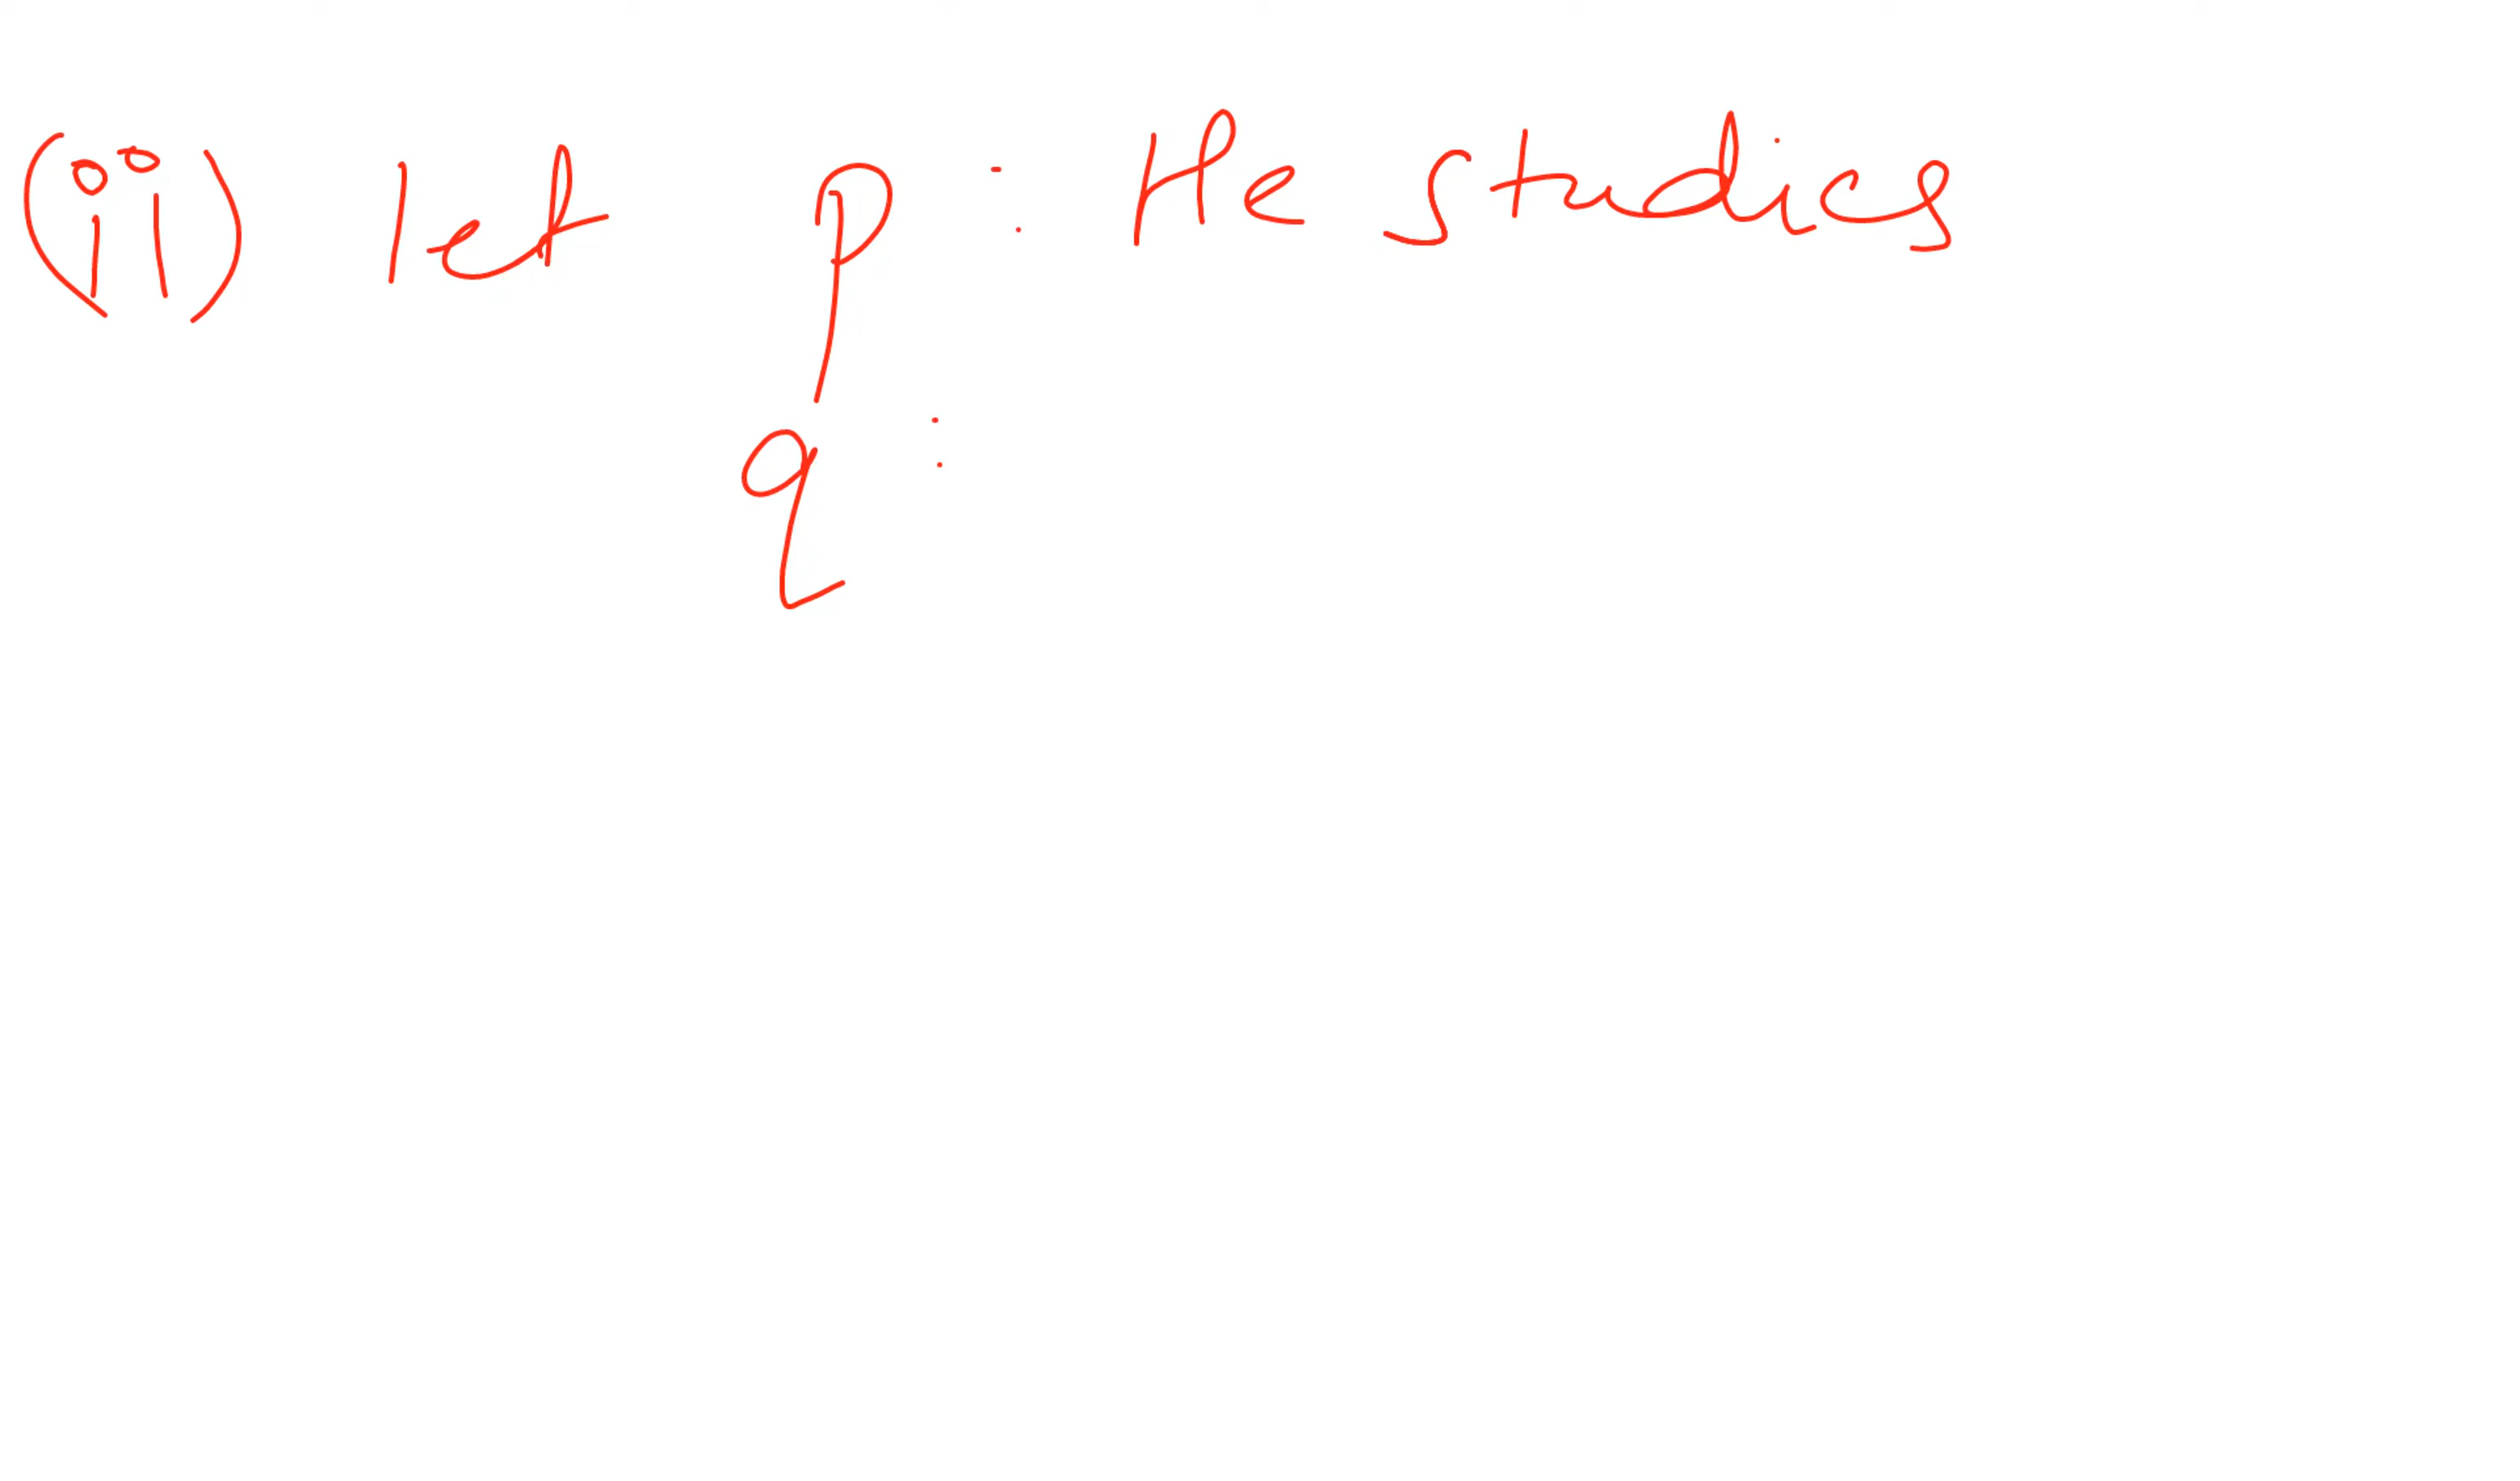 (ii) let p : He studies
q :